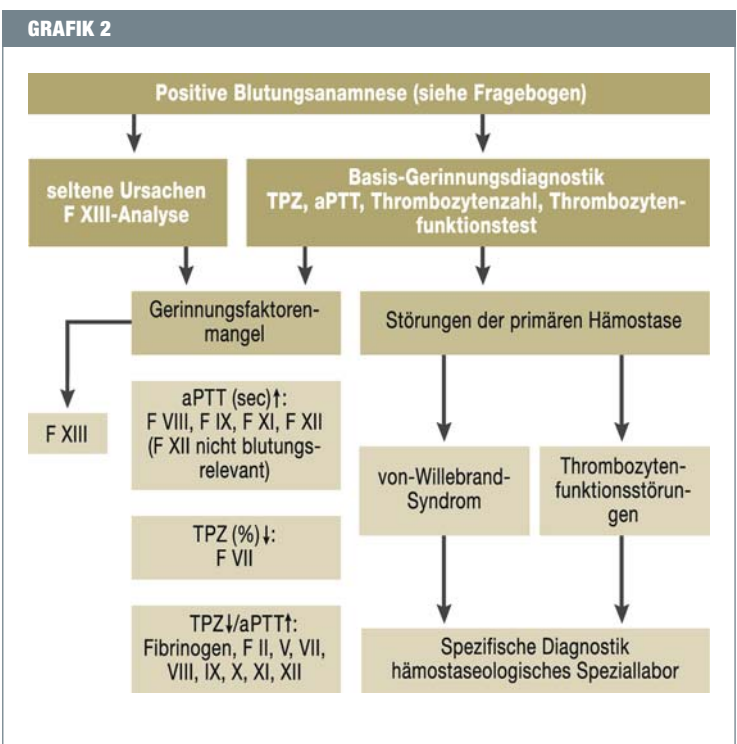 GRAFIK 2
Positive Blutungsanamnese (siehe Fragebogen)
seltene Ursachen
F XIII-Analyse
Basis-Gerinnungsdiagnostik
TPZ, aPTT, Thrombozytenzahl, Thrombozyten-
funktionstest
Gerinnungsfaktoren-
mangel
Störungen der primären Hämostase
F XIII
aPTT (sec)↑:
F VIII, F IX, F XI, F XII
(F XII nicht blutungs-
relevant)
von-Willebrand-
Syndrom
Thrombozyten-
funktionsstörun-
gen
TPZ (%)↓:
F VII
TPZ↓/aPTT↑:
Fibrinogen, F II, V, VII,
VIII, IX, X, XI, XII
Spezifische Diagnostik
hämostaseologisches Speziallabor